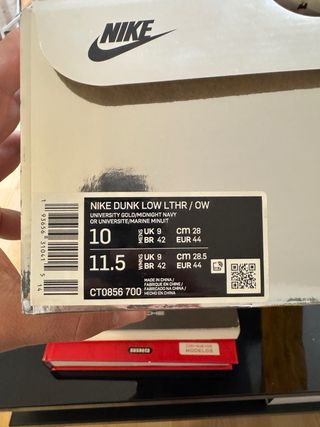 NIKE
NIKE DUNK LOW LTHR / OW
UNIVERSITY GOLD/MIDNIGHT NAVY
OR UNIVERSITE/MARINE MINUIT
10 MENS UK 9 CM 28
BR 42 EUR 44
11.5 WMNS UK 9 CM 28.5
BR 42 EUR 44
CT0856 700
MADE IN CHINA /
FABRIQUE EN CHINE /
FABRICADO NA CHINA /
HECHO EN CHINA
MODELOS